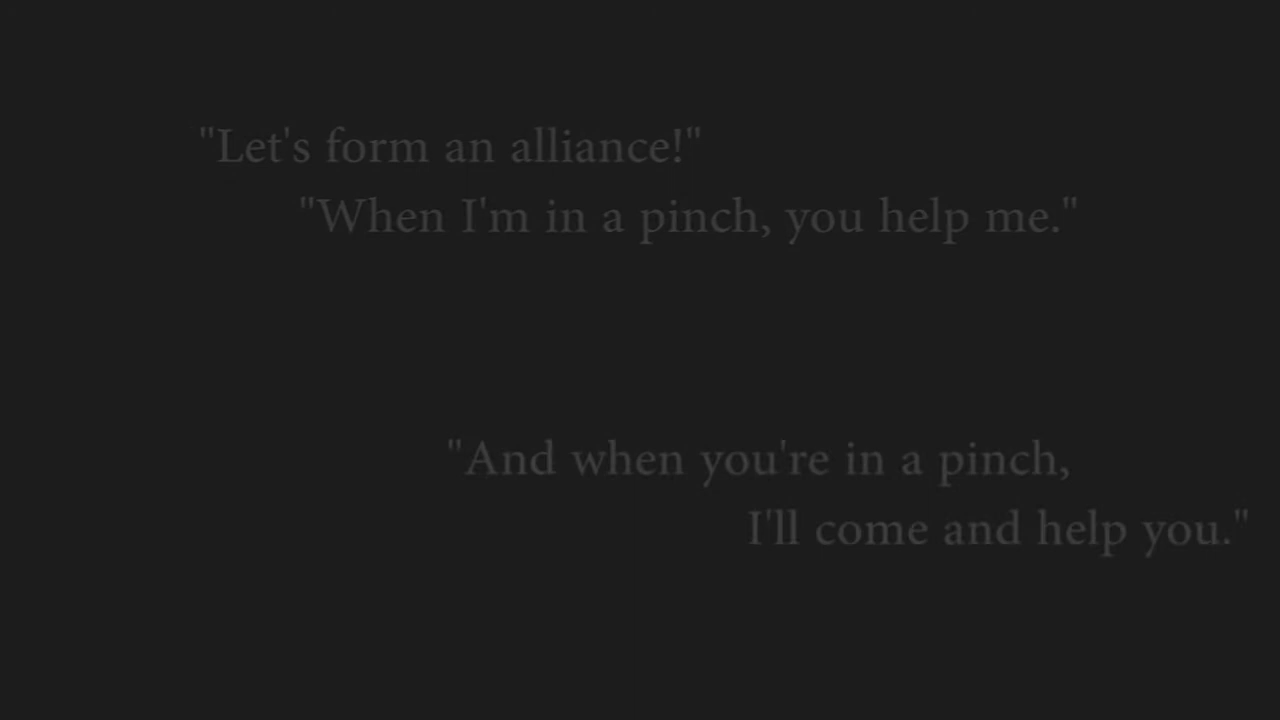 "Let's form an alliance!"
"When I'm in a pinch, you help me."
"And when you're in a pinch,
I'll come and help you."